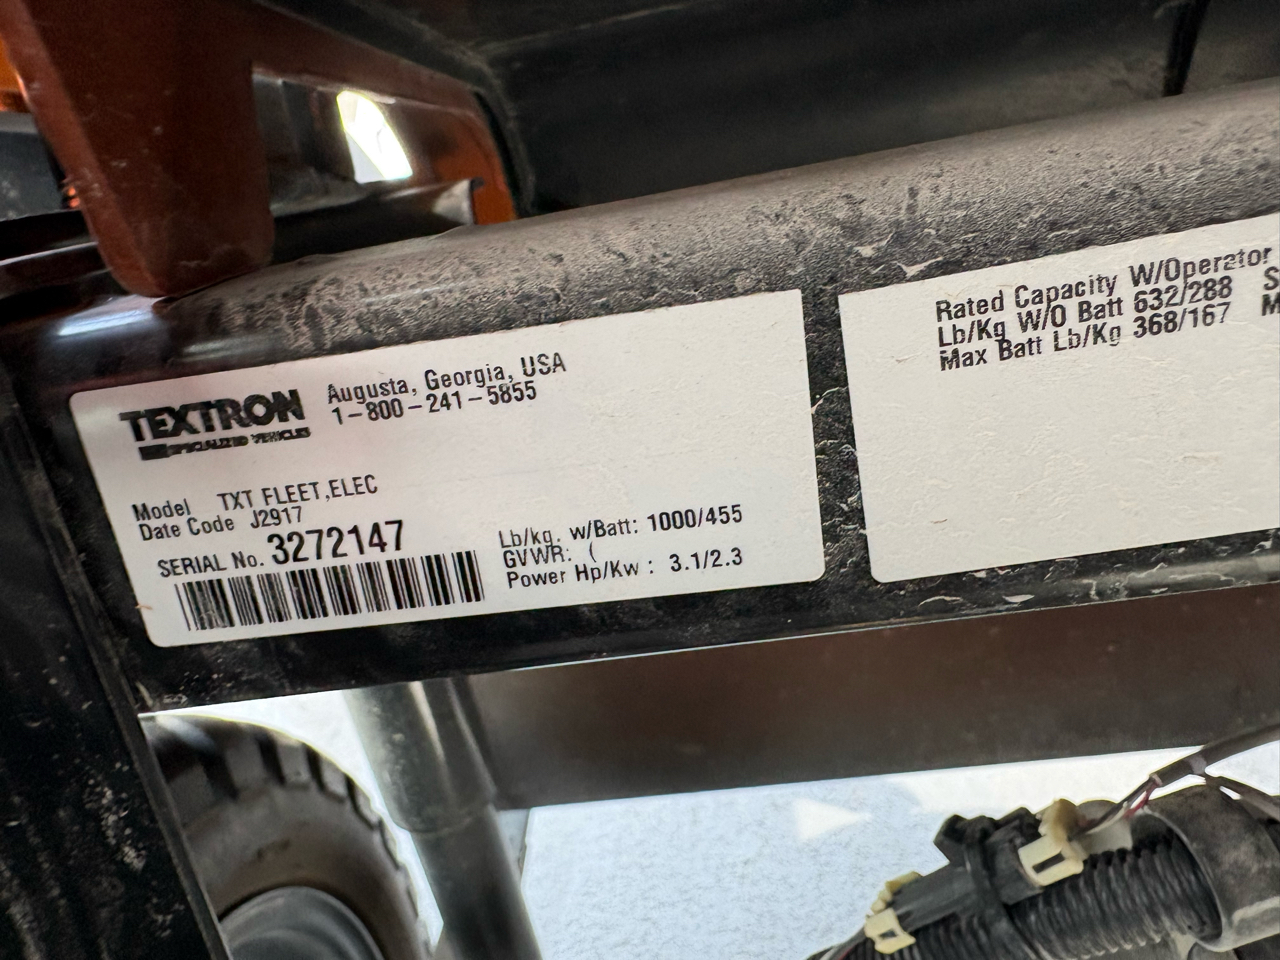 TEXTRON
SPECIALIZED VEHICLES
Augusta, Georgia, USA
1-800-241-5855
Model TXT FLEET,ELEC
Date Code J2917
SERIAL No. 3272147
Lb/kg. w/Batt: 1000/455
GVWR: (
Power Hp/Kw : 3.1/2.3
Rated Capacity W/Operator
Lb/Kg W/O Batt 632/288 S
Max Batt Lb/Kg 368/167 M